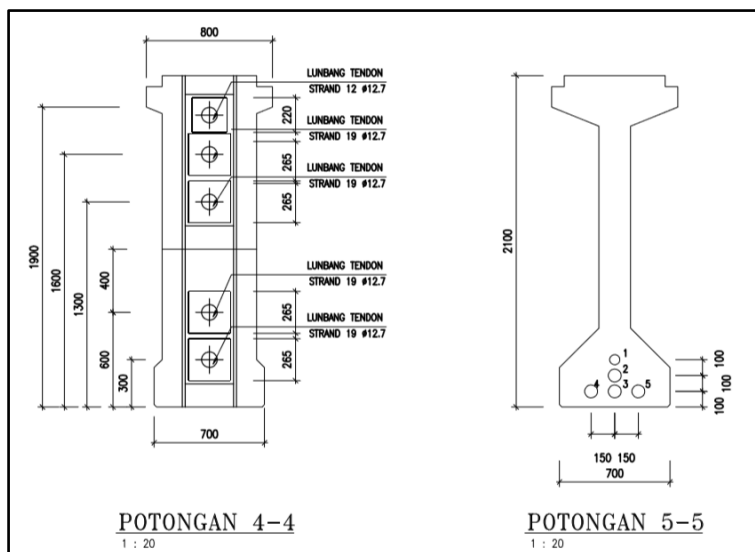 800
LUNBANG TENDON
STRAND 12 ø12.7
LUNBANG TENDON
STRAND 19 ø12.7
LUNBANG TENDON
STRAND 19 ø12.7
LUNBANG TENDON
STRAND 19 ø12.7
LUNBANG TENDON
STRAND 19 ø12.7
220
265
265
265
265
1900
1600
1300
400
600
300
700
POTONGAN 4-4
1 : 20
2100
1
2
4
3
5
100
100
100
150 150
700
POTONGAN 5-5
1 : 20